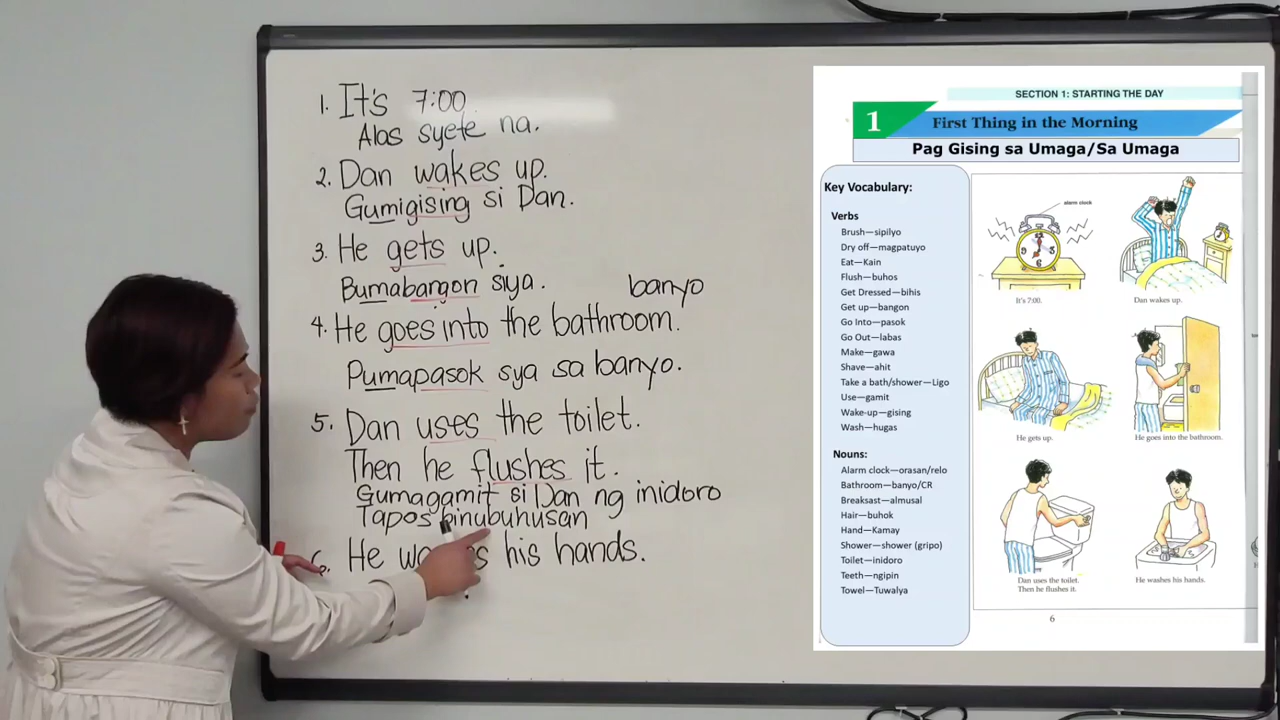 1. It's 7:00
Alas syete na.
2. Dan wakes up.
Gumigising si Dan.
3. He gets up.
Bumabangon siya.
banyo
4. He goes into the bathroom.
Pumapasok sya sa banyo.
5. Dan uses the toilet.
Then he flushes it.
Gumagamit si Dan ng inidoro
Tapos binubuhusan
6. He his hands.
SECTION 1: STARTING THE DAY
1 First Thing in the Morning
Pag Gising sa Umaga/Sa Umaga
Key Vocabulary:
Verbs
Brush—sipilyo
Dry off—magpatuyo
Eat—Kain
Flush—buhos
Get Dressed—bihis
Get up—bangon
Go Into—pasok
Go Out—labas
Make—gawa
Shave—ahit
Take a bath/shower—Ligo
Use—gamit
Wake-up—gising
Wash—hugas
Nouns:
Alarm clock—orasan/relo
Bathroom—banyo/CR
Breaksast—almusal
Hair—buhok
Hand—Kamay
Shower—shower (gripo)
Toilet—inidoro
Teeth—ngipin
Towel—Tuwalya
alarm clock
It's 7:00.
Dan wakes up.
He gets up.
He goes into the bathroom.
Dan uses the toilet.
Then he flushes it.
He washes his hands.
6